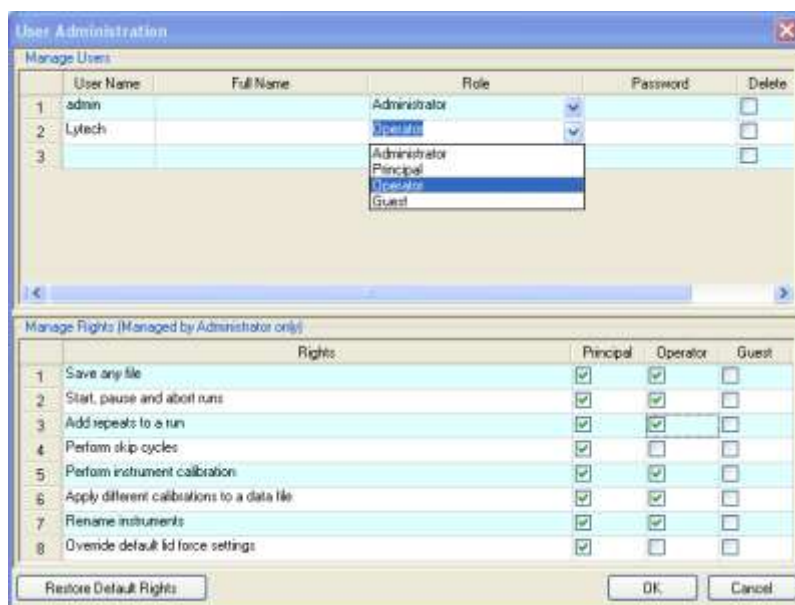 User Administration
Manage Users
User Name Full Name Role Password Delete
1 admin Administrator
2 Lytech Operator
3
Administrator
Principal
Operator
Guest
Manage Rights (Managed by Administrator only)
Rights Principal Operator Guest
1 Save any file
2 Start, pause and abort runs
3 Add repeats to a run
4 Perform skip cycles
5 Perform instrument calibration
6 Apply different calibrations to a data file
7 Rename instruments
8 Override default lid force settings
Restore Default Rights OK Cancel